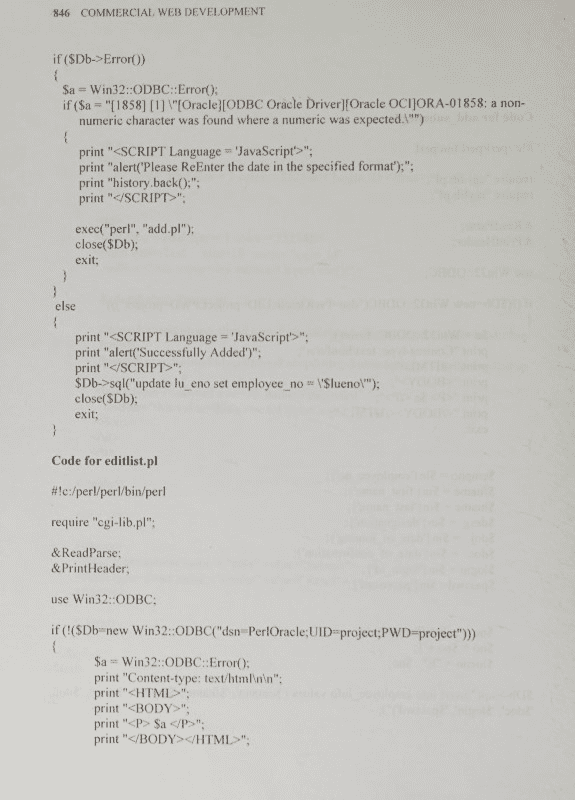 846 COMMERCIAL WEB DEVELOPMENT
if ($Db->Error())
{
$a = Win32::ODBC::Error();
if ($a = "[1858] [1] \"[Oracle][ODBC Oracle Driver][Oracle OCI]ORA-01858: a non-
numeric character was found where a numeric was expected.\"")
{
print "<SCRIPT Language = 'JavaScript'>";
print "alert('Please ReEnter the date in the specified format');";
print "history.back();";
print "</SCRIPT>";
exec("perl", "add.pl");
close($Db);
exit;
}
}
else
{
print "<SCRIPT Language = 'JavaScript'>";
print "alert('Successfully Added')";
print "</SCRIPT>";
$Db->sql("update lu_eno set employee_no = \'$lueno\'");
close($Db);
exit;
}
Code for editlist.pl
#!c:/perl/perl/bin/perl
require "cgi-lib.pl";
&ReadParse;
&PrintHeader;
use Win32::ODBC;
if (!($Db=new Win32::ODBC("dsn=PerlOracle;UID=project;PWD=project")))
{
$a = Win32::ODBC::Error();
print "Content-type: text/html\n\n";
print "<HTML>";
print "<BODY>";
print "<P> $a </P>";
print "</BODY></HTML>";